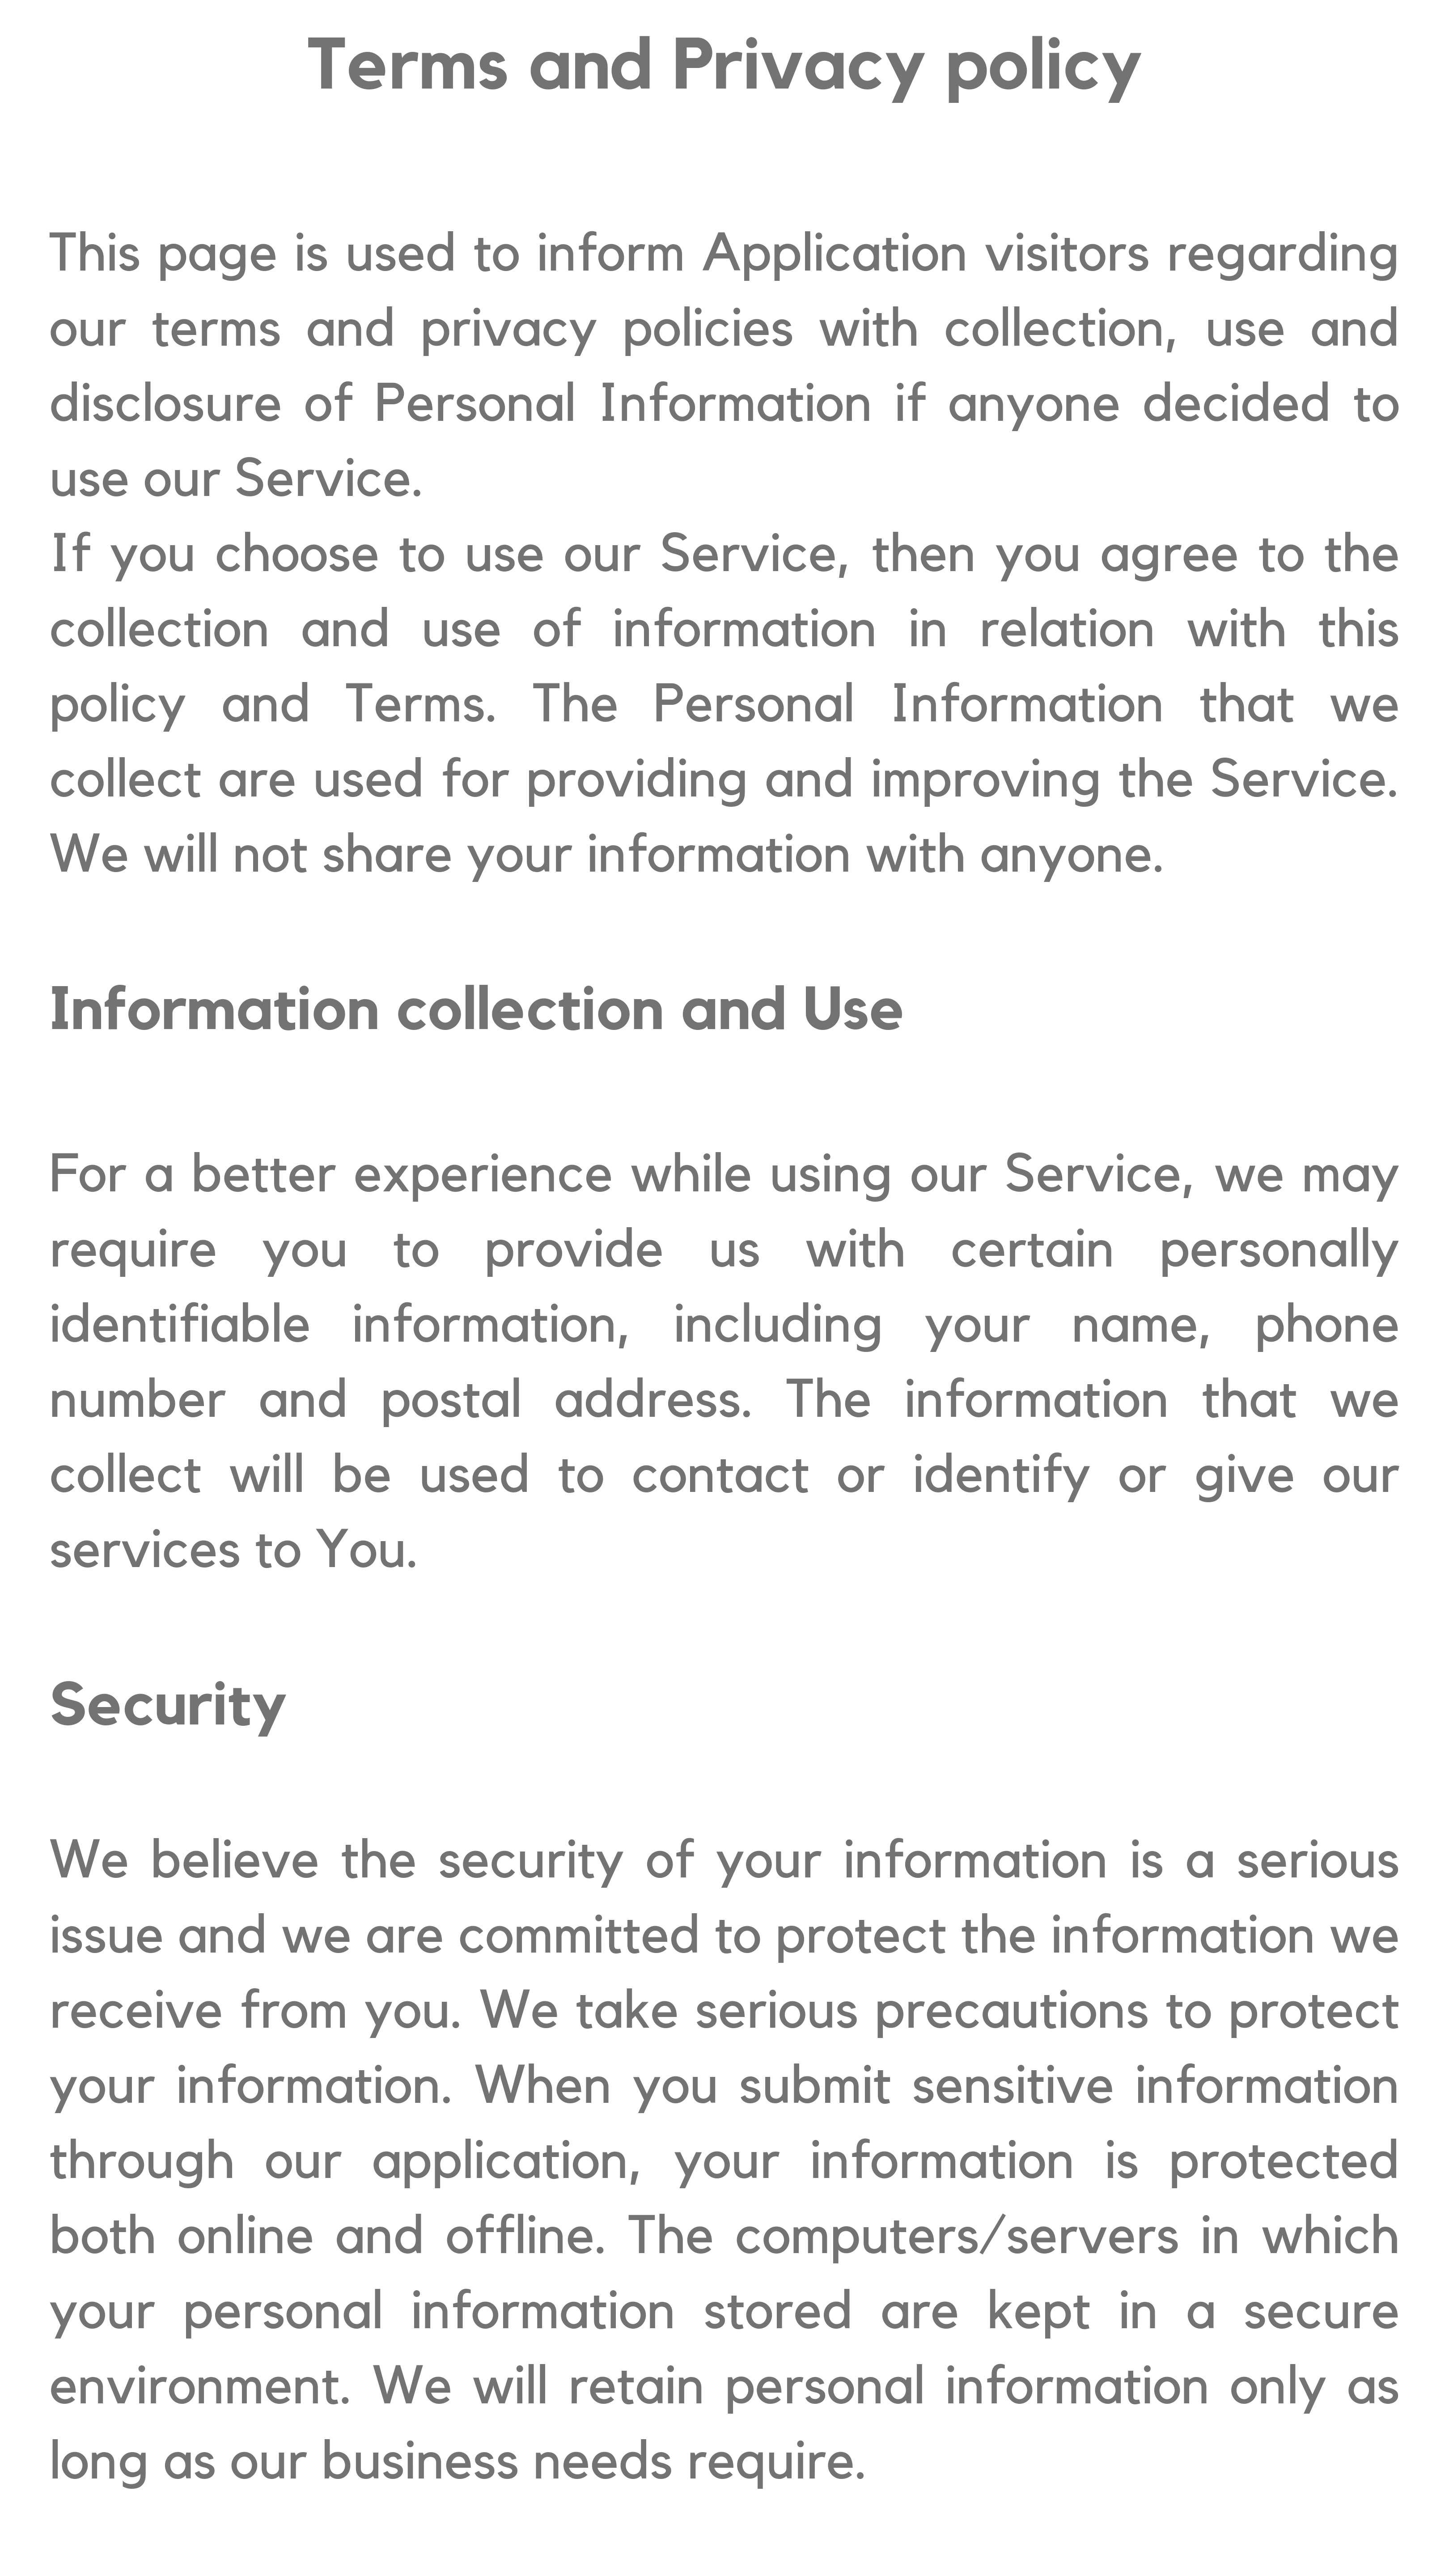 Terms and Privacy policy
This page is used to inform Application visitors regarding
our terms and privacy policies with collection, use and
disclosure of Personal Information if anyone decided to
use our Service.
If you choose to use our Service, then you agree to the
collection and use of information in relation with this
policy and Terms. The Personal Information that we
collect are used for providing and improving the Service.
We will not share your information with anyone.
Information collection and Use
For a better experience while using our Service, we may
require you to provide us with certain personally
identifiable information, including your name, phone
number and postal address. The information that we
collect will be used to contact or identify or give our
services to You.
Security
We believe the security of your information is a serious
issue and we are committed to protect the information we
receive from you. We take serious precautions to protect
your information. When you submit sensitive information
through our application, your information is protected
both online and offline. The computers/servers in which
your personal information stored are kept in a secure
environment. We will retain personal information only as
long as our business needs require.